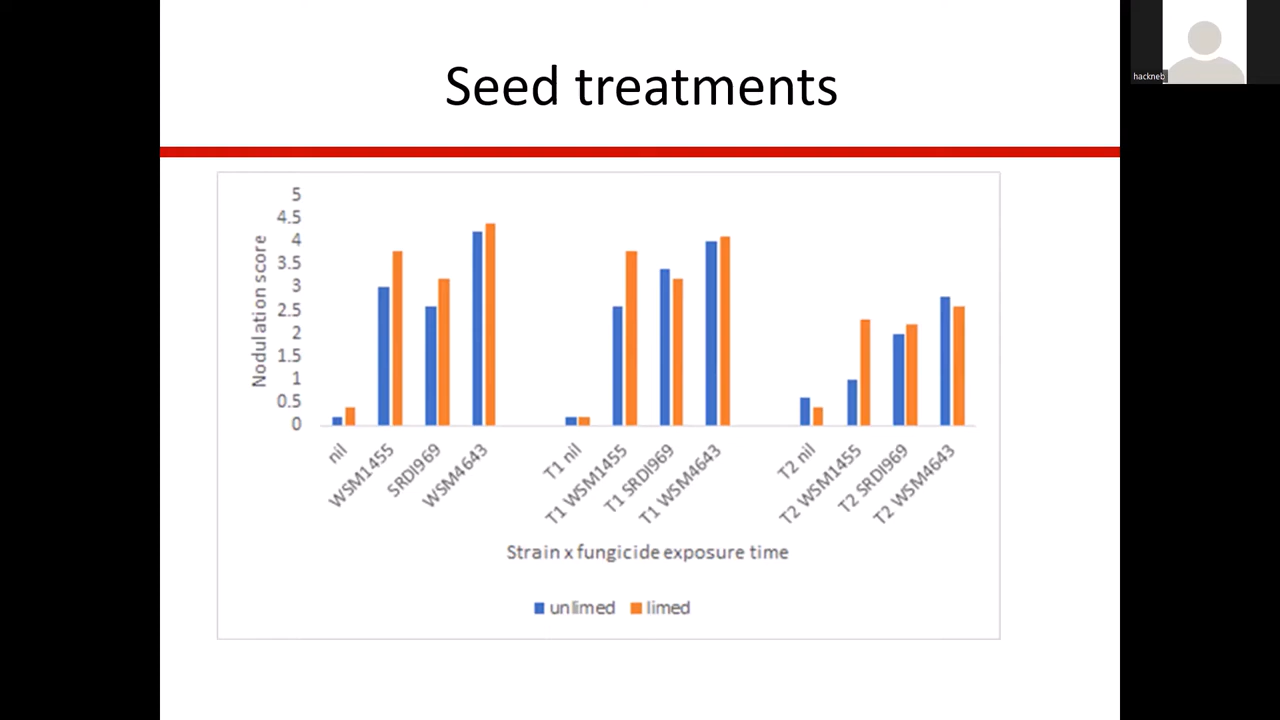 Seed treatments
hackneb
5
4.5
4
3.5
3
2.5
2
1.5
1
0.5
0
Nodulation score
nil
WSM1455
SRDI969
WSM4643
T1 nil
T1 WSM1455
T1 SRDI969
T1 WSM4643
T2 nil
T2 WSM1455
T2 SRDI969
T2 WSM4643
Strain x fungicide exposure time
unlimed
limed